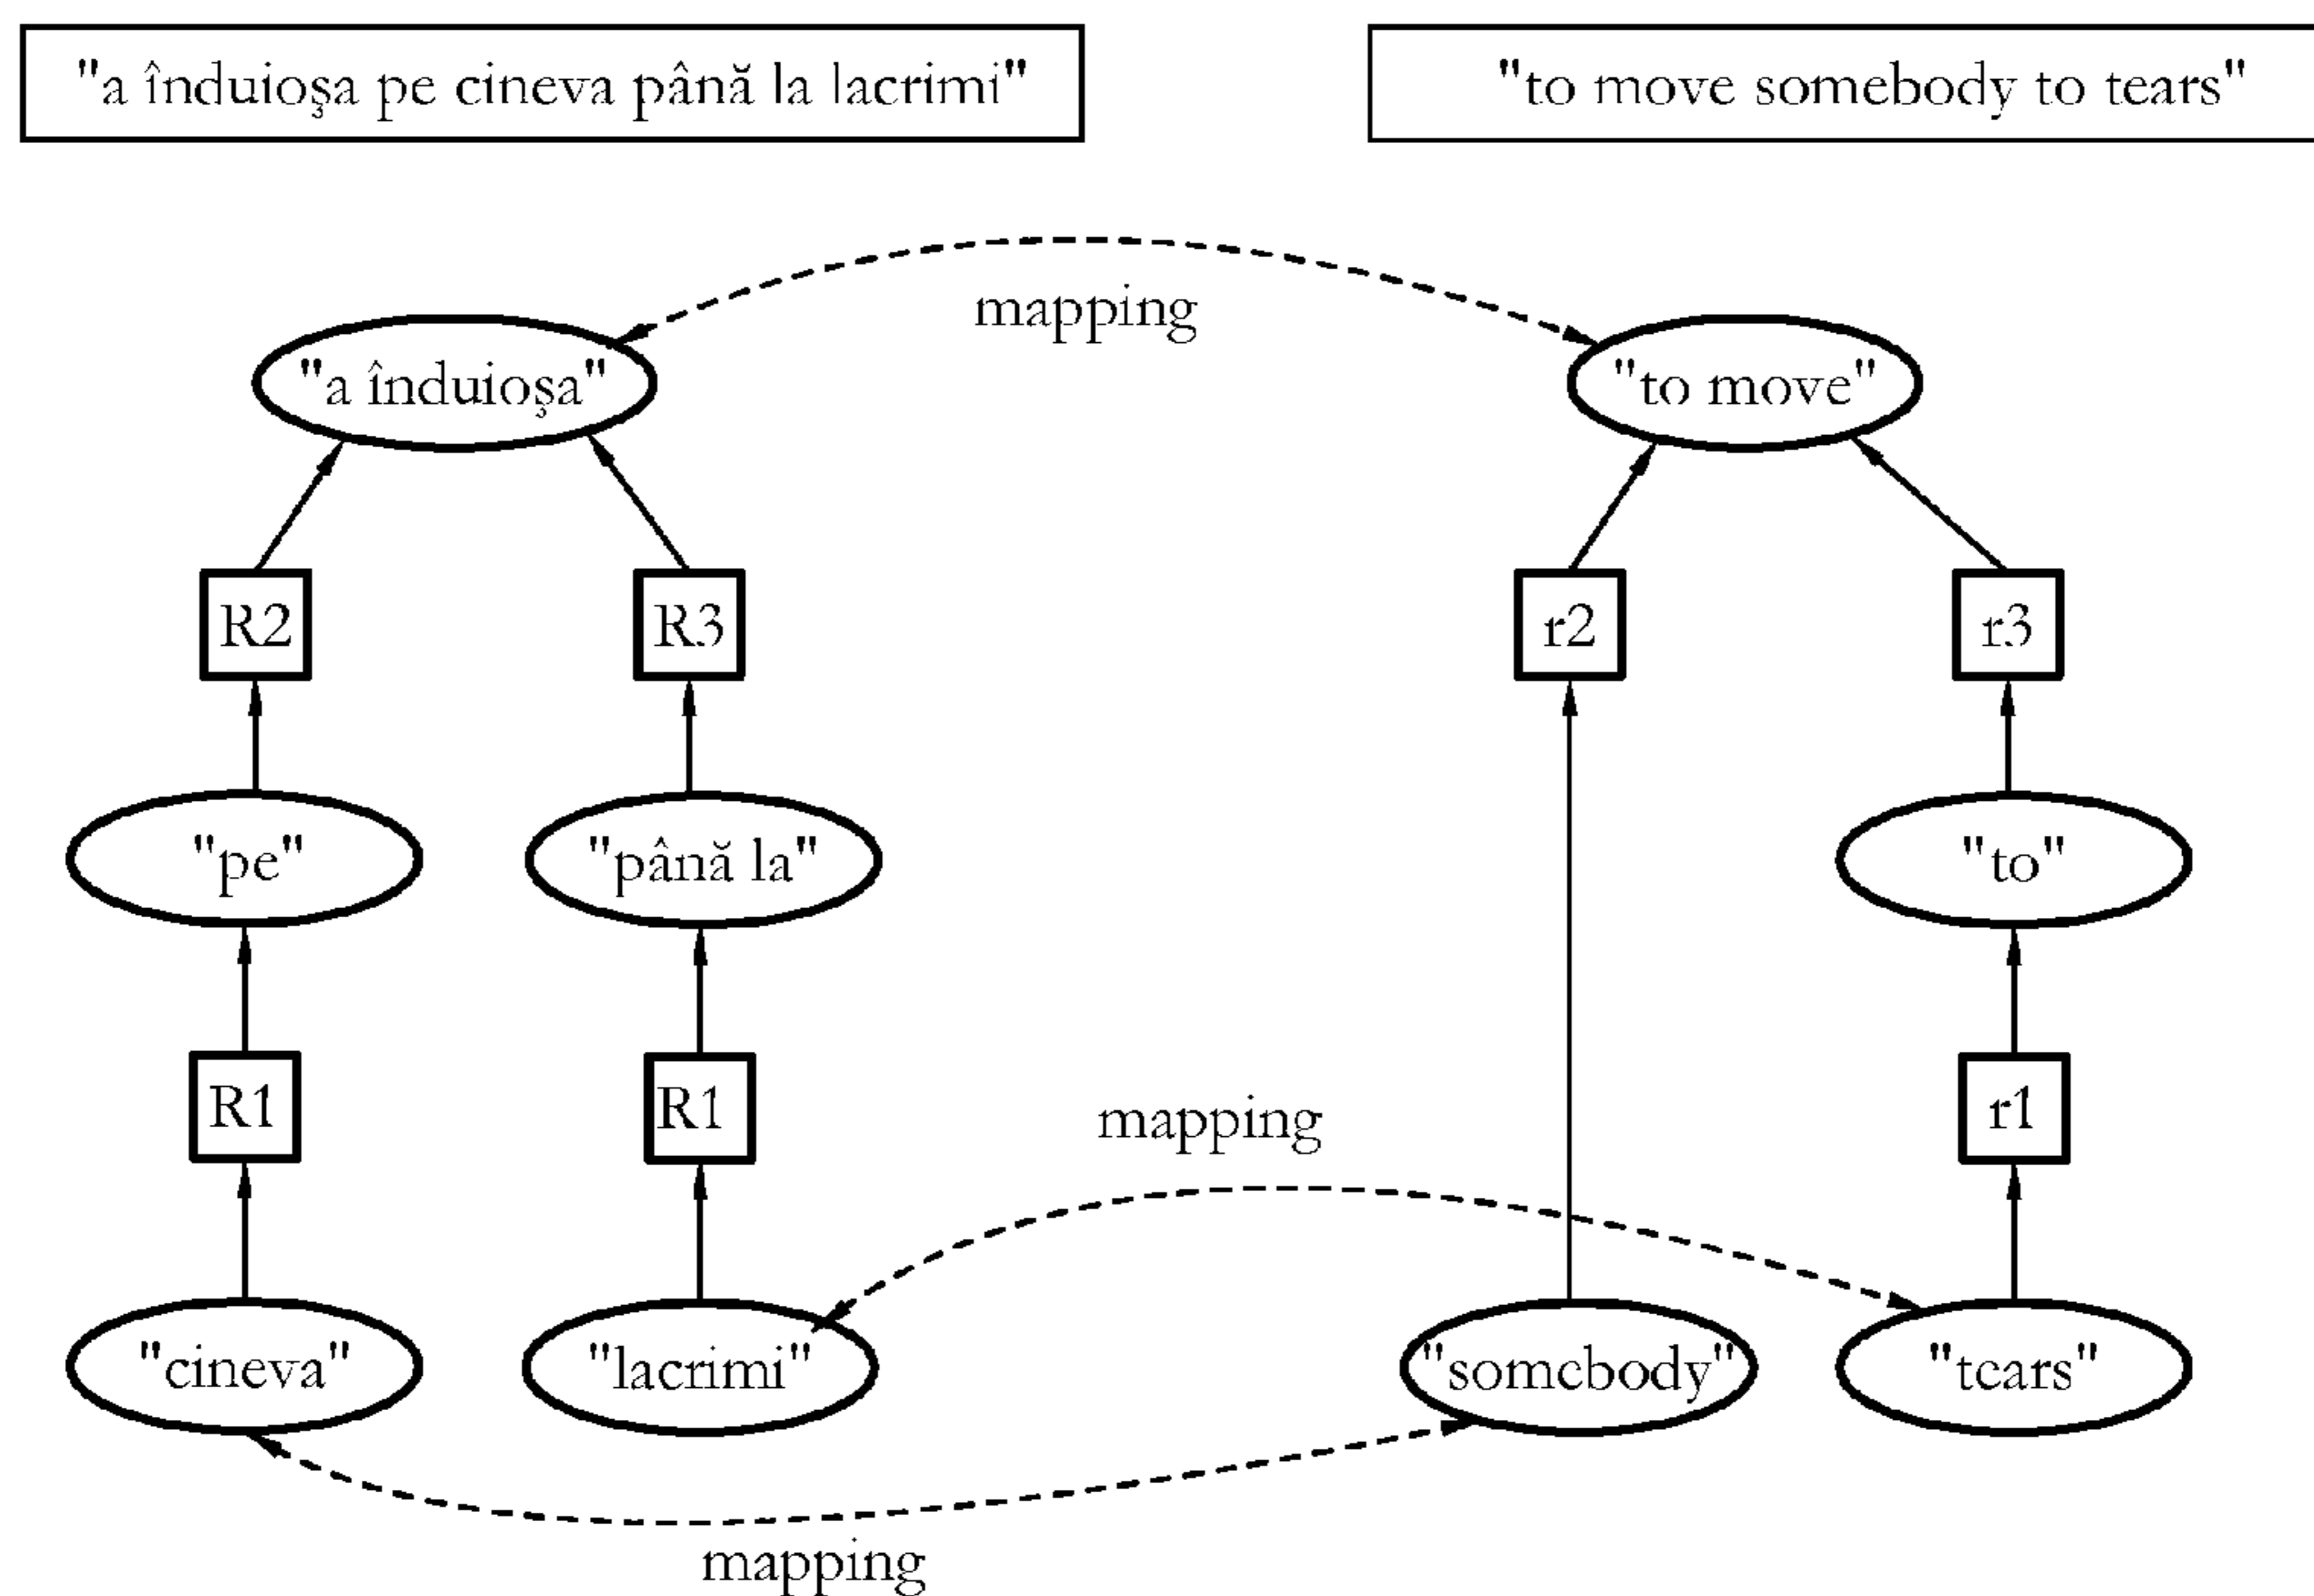 "a înduioşa pe cineva până la lacrimi"
"to move somebody to tears"
mapping
"a înduioşa"
"to move"
R2
R3
r2
r3
"pe"
"până la"
"to"
R1
R1
r1
mapping
"cineva"
"lacrimi"
"somebody"
"tears"
mapping